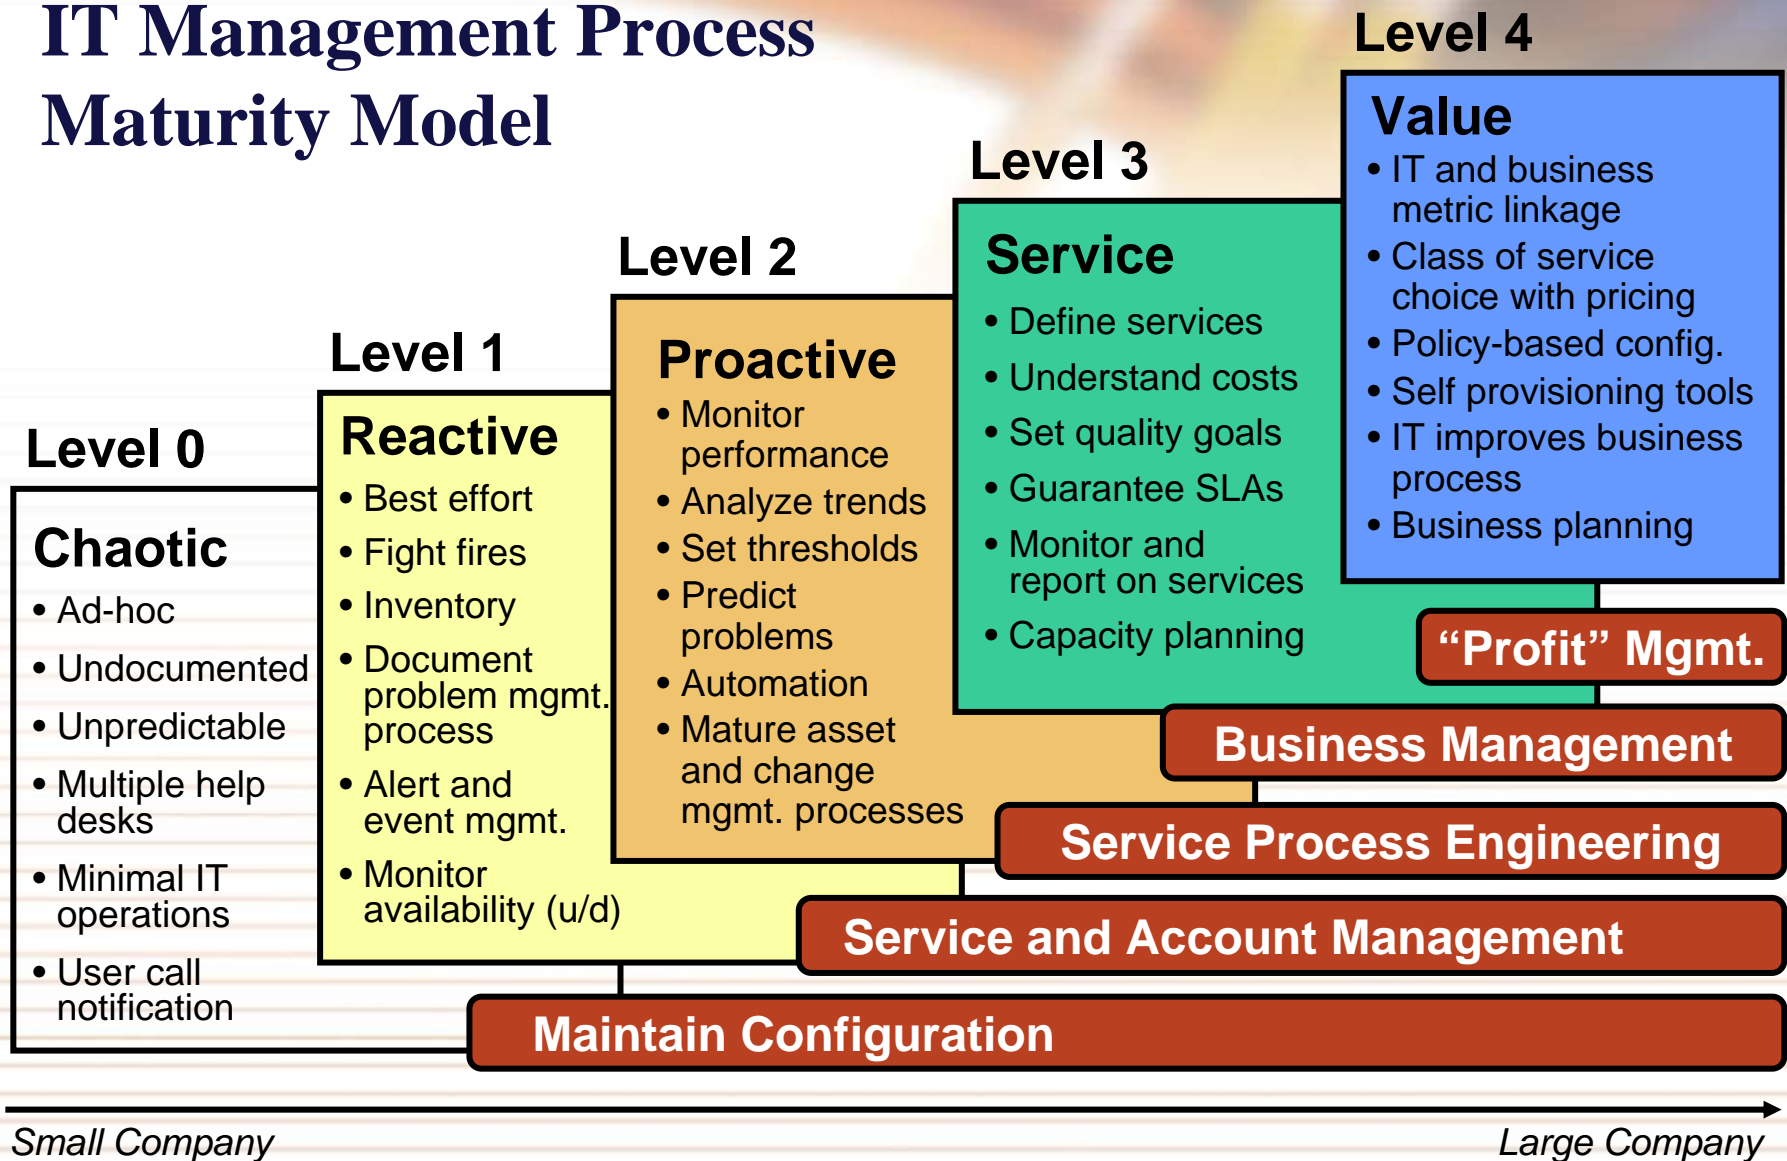 IT Management Process
Maturity Model
Level 0
Chaotic
• Ad-hoc
• Undocumented
• Unpredictable
• Multiple help
desks
• Minimal IT
operations
• User call
notification
Level 1
Reactive
• Best effort
• Fight fires
• Inventory
• Document
problem mgmt.
process
• Alert and
event mgmt.
• Monitor
availability (u/d)
Level 2
Proactive
• Monitor
performance
• Analyze trends
• Set thresholds
• Predict
problems
• Automation
• Mature asset
and change
mgmt. processes
Level 3
Service
• Define services
• Understand costs
• Set quality goals
• Guarantee SLAs
• Monitor and
report on services
• Capacity planning
Level 4
Value
• IT and business
metric linkage
• Class of service
choice with pricing
• Policy-based config.
• Self provisioning tools
• IT improves business
process
• Business planning
“Profit” Mgmt.
Business Management
Service Process Engineering
Service and Account Management
Maintain Configuration
Small Company
Large Company